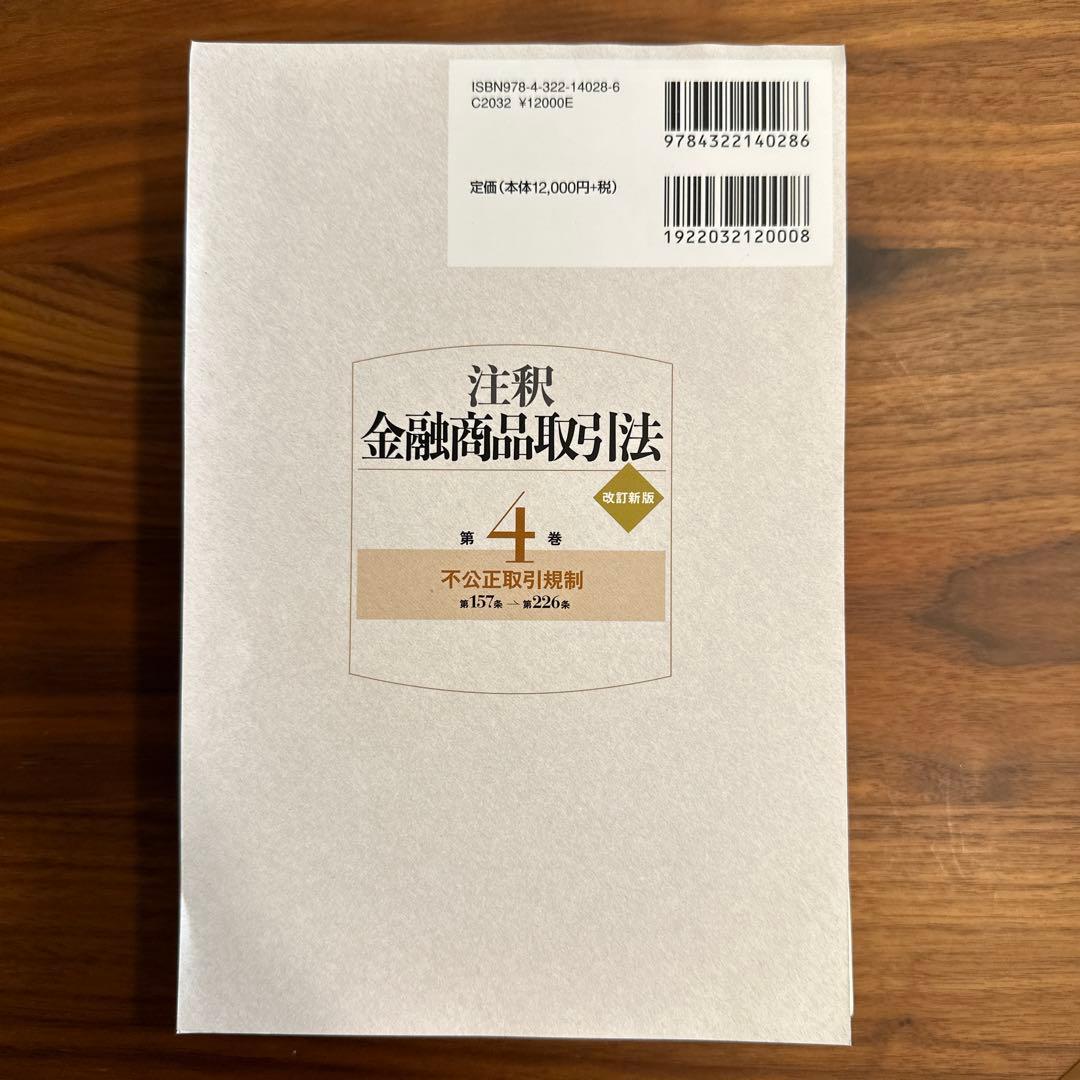 ISBN978-4-322-14028-6
C2032 ¥12000E
9784322140286
定価(本体12,000円+税)
1922032120008
注釈
金融商品取引法
改訂新版
第4巻
不公正取引規制
第157条→第226条